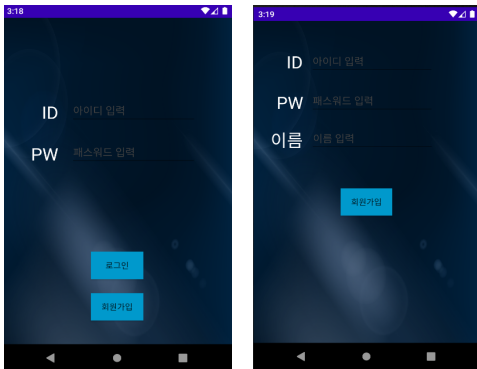 3:18
ID 아이디 입력
PW 패스워드 입력
로그인
회원가입
3:19
ID 아이디 입력
PW 패스워드 입력
이름 이름 입력
회원가입